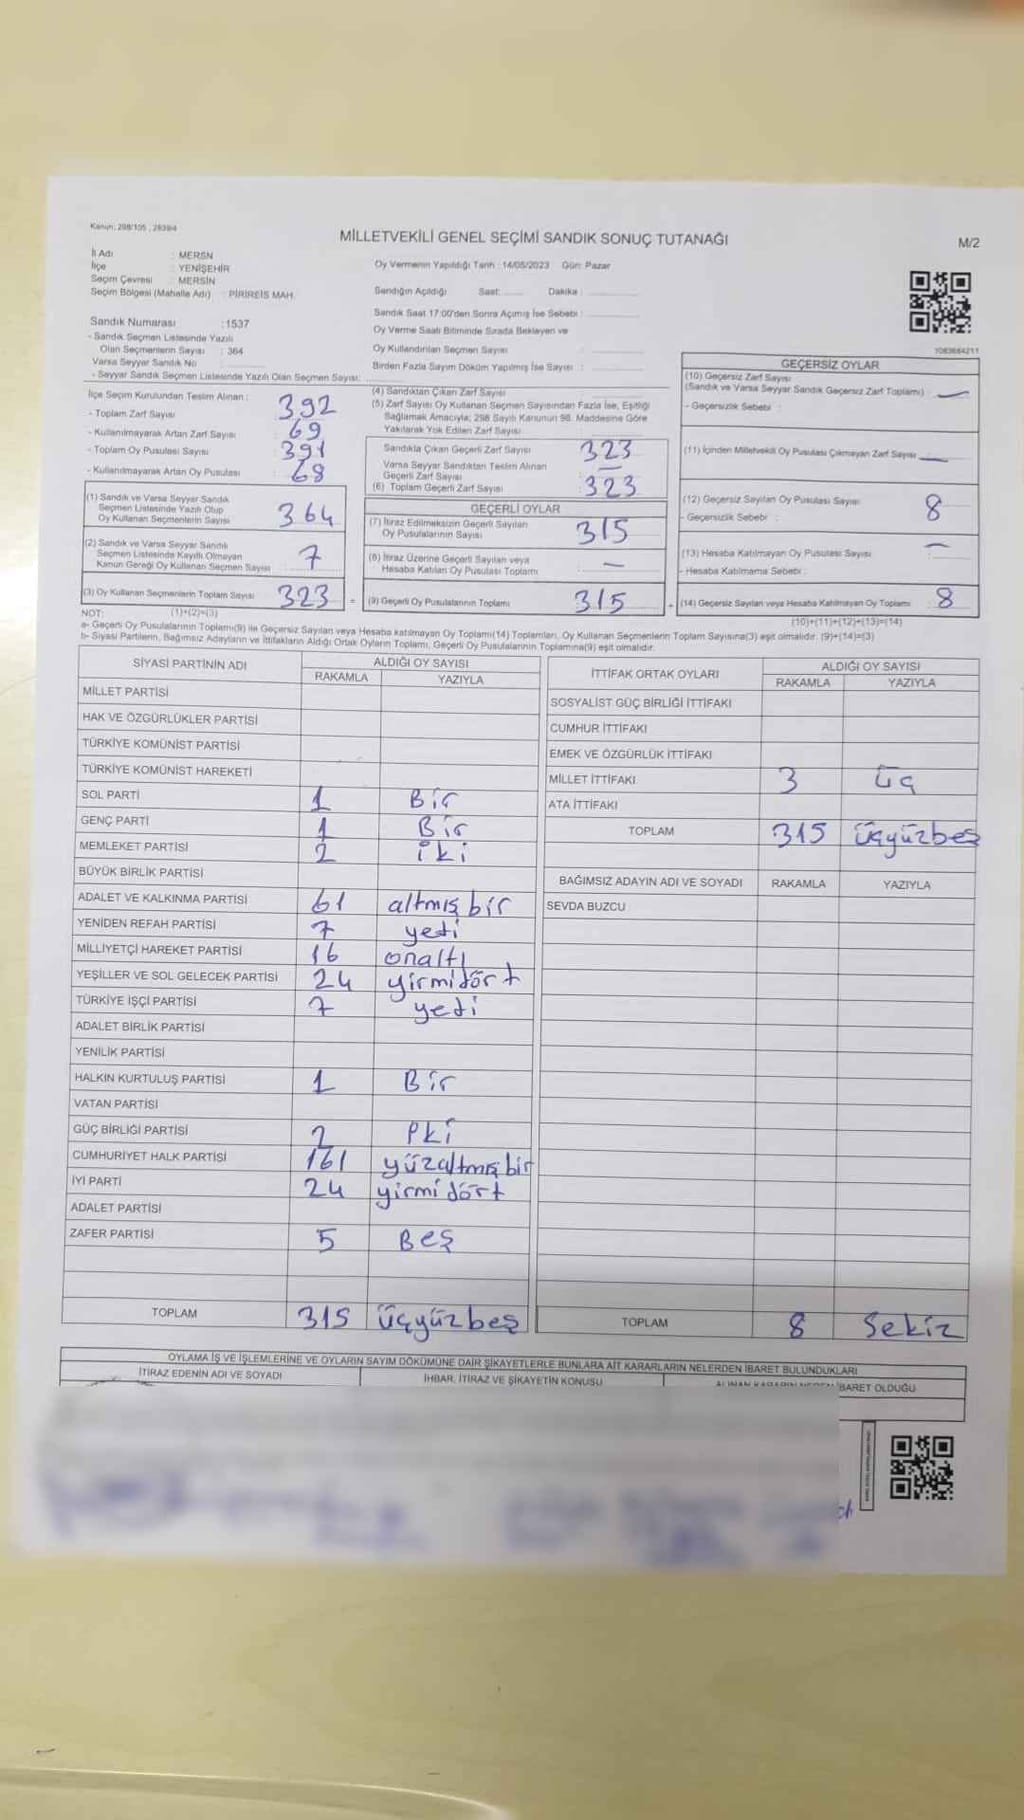 Kanun: 298/105 , 2839/4
MİLLETVEKİLİ GENEL SEÇİMİ SANDIK SONUÇ TUTANAĞI
M/2
İl Adı : MERSN
İlçe : YENİŞEHİR
Seçim Çevresi : MERSİN
Seçim Bölgesi (Mahalle Adı) : PİRİREİS MAH.
Oy Vermenin Yapıldığı Tarih : 14/05/2023 Gün: Pazar
Sandığın Açıldığı Saat: ...... Dakika : ................
Sandık Saat 17:00'den Sonra Açımış İse Sebebi : ................
Oy Verme Saati Bitiminde Sırada Bekleyen ve
Oy Kullandırılan Seçmen Sayısı : ................
Birden Fazla Sayım Döküm Yapılmış İse Sayısı : ................
Sandık Numarası :1537
- Sandık Seçmen Listesinde Yazılı
Olan Seçmenlerin Sayısı : 364
Varsa Seyyar Sandık No :
- Seyyar Sandık Seçmen Listesinde Yazılı Olan Seçmen Sayısı:
İlçe Seçim Kurulundan Teslim Alınan :
- Toplam Zarf Sayısı 392
- Kullanılmayarak Artan Zarf Sayısı 69
- Toplam Oy Pusulası Sayısı 391
- Kullanılmayarak Artan Oy Pusulası 68
(1) Sandık ve Varsa Seyyar Sandık
Seçmen Listesinde Yazılı Olup
Oy Kullanan Seçmenlerin Sayısı 364
(2) Sandık ve Varsa Seyyar Sandık
Seçmen Listesinde Kayıtlı Olmayan
Kanun Gereği Oy Kullanan Seçmen Sayısı 7
(3) Oy Kullanan Seçmenlerin Toplam Sayısı 323 =
(1)+(2)=(3)
(4) Sandıktan Çıkan Zarf Sayısı
(5) Zarf Sayısı Oy Kullanan Seçmen Sayısından Fazla İse, Eşitliği
Sağlamak Amacıyla; 298 Sayılı Kanunun 98. Maddesine Göre
Yakılarak Yok Edilen Zarf Sayısı
Sandıkta Çıkan Geçerli Zarf Sayısı 323
Varsa Seyyar Sandıktan Teslim Alınan
Geçerli Zarf Sayısı —
(6) Toplam Geçerli Zarf Sayısı : 323
GEÇERLİ OYLAR
(7) İtiraz Edilmeksizin Geçerli Sayılan
Oy Pusulalarının Sayısı 315
(8) İtiraz Üzerine Geçerli Sayılan veya
Hesaba Katılan Oy Pusulası Toplamı —
(9) Geçerli Oy Pusulalarının Toplamı 315 +
1083684211
GEÇERSİZ OYLAR
(10) Geçersiz Zarf Sayısı
(Sandık ve Varsa Seyyar Sandık Geçersiz Zarf Toplamı) —
- Geçersizlik Sebebi :
(11) İçinden Milletvekili Oy Pusulası Çıkmayan Zarf Sayısı —
(12) Geçersiz Sayılan Oy Pusulası Sayısı 8
- Geçersizlik Sebebi :
(13) Hesaba Katılmayan Oy Pusulası Sayısı —
- Hesaba Katılmama Sebebi :
(14) Geçersiz Sayılan veya Hesaba Katılmayan Oy Toplamı 8
(10)+(11)+(12)+(13)=(14)
NOT:
a- Geçerli Oy Pusulalarının Toplamı(9) ile Geçersiz Sayılan veya Hesaba katılmayan Oy Toplamı(14) Toplamları, Oy Kullanan Seçmenlerin Toplam Sayısına(3) eşit olmalıdır. (9)+(14)=(3)
b- Siyasi Partilerin, Bağımsız Adayların ve İttifakların Aldığı Ortak Oyların Toplamı, Geçerli Oy Pusulalarının Toplamına(9) eşit olmalıdır.
SİYASİ PARTİNİN ADI ALDIĞI OY SAYISI
RAKAMLA YAZIYLA
MİLLET PARTİSİ
HAK VE ÖZGÜRLÜKLER PARTİSİ
TÜRKİYE KOMÜNİST PARTİSİ
TÜRKİYE KOMÜNİST HAREKETİ
SOL PARTİ 1 Bir
GENÇ PARTİ 1 Bir
MEMLEKET PARTİSİ 2 iki
BÜYÜK BİRLİK PARTİSİ
ADALET VE KALKINMA PARTİSİ 61 altmış bir
YENİDEN REFAH PARTİSİ 7 yedi
MİLLİYETÇİ HAREKET PARTİSİ 16 onaltı
YEŞİLLER VE SOL GELECEK PARTİSİ 24 yirmi dört
TÜRKİYE İŞÇİ PARTİSİ 7 yedi
ADALET BİRLİK PARTİSİ
YENİLİK PARTİSİ
HALKIN KURTULUŞ PARTİSİ 1 Bir
VATAN PARTİSİ
GÜÇ BİRLİĞİ PARTİSİ 2 İki
CUMHURİYET HALK PARTİSİ 161 yüzaltmış bir
İYİ PARTİ 24 yirmi dört
ADALET PARTİSİ
ZAFER PARTİSİ 5 Beş
TOPLAM 315 üçyüzbeş
İTTİFAK ORTAK OYLARI ALDIĞI OY SAYISI
RAKAMLA YAZIYLA
SOSYALİST GÜÇ BİRLİĞİ İTTİFAKI
CUMHUR İTTİFAKI
EMEK VE ÖZGÜRLÜK İTTİFAKI
MİLLET İTTİFAKI 3 üç
ATA İTTİFAKI
TOPLAM 315 üçyüzbeş
BAĞIMSIZ ADAYIN ADI VE SOYADI RAKAMLA YAZIYLA
SEVDA BUZCU
TOPLAM 8 Sekiz
OYLAMA İŞ VE İŞLEMLERİNE VE OYLARIN SAYIM DÖKÜMÜNE DAİR ŞİKAYETLERLE BUNLARA AİT KARARLARIN NELERDEN İBARET BULUNDUKLARI
İTİRAZ EDENİN ADI VE SOYADI İHBAR, İTİRAZ VE ŞİKAYETİN KONUSU ALINAN KARARIN NEDEN İBARET OLDUĞU